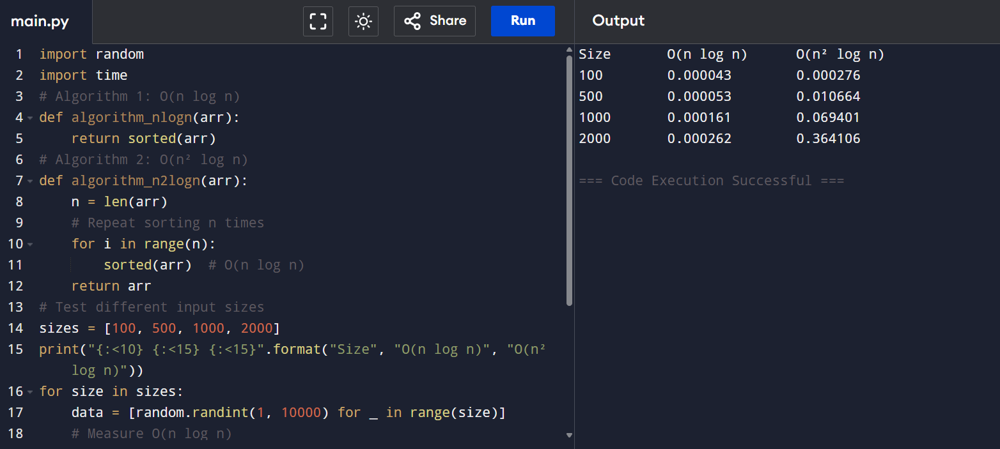 main.py
Share
Run
Output
1 import random
2 import time
3 # Algorithm 1: O(n log n)
4 def algorithm_nlogn(arr):
5     return sorted(arr)
6 # Algorithm 2: O(n² log n)
7 def algorithm_n2logn(arr):
8     n = len(arr)
9     # Repeat sorting n times
10     for i in range(n):
11         sorted(arr)  # O(n log n)
12     return arr
13 # Test different input sizes
14 sizes = [100, 500, 1000, 2000]
15 print("{:<10} {:<15} {:<15}".format("Size", "O(n log n)", "O(n²
log n)"))
16 for size in sizes:
17     data = [random.randint(1, 10000) for _ in range(size)]
18     # Measure O(n log n)
Size       O(n log n)      O(n² log n)
100        0.000043        0.000276
500        0.000053        0.010664
1000       0.000161        0.069401
2000       0.000262        0.364106
=== Code Execution Successful ===